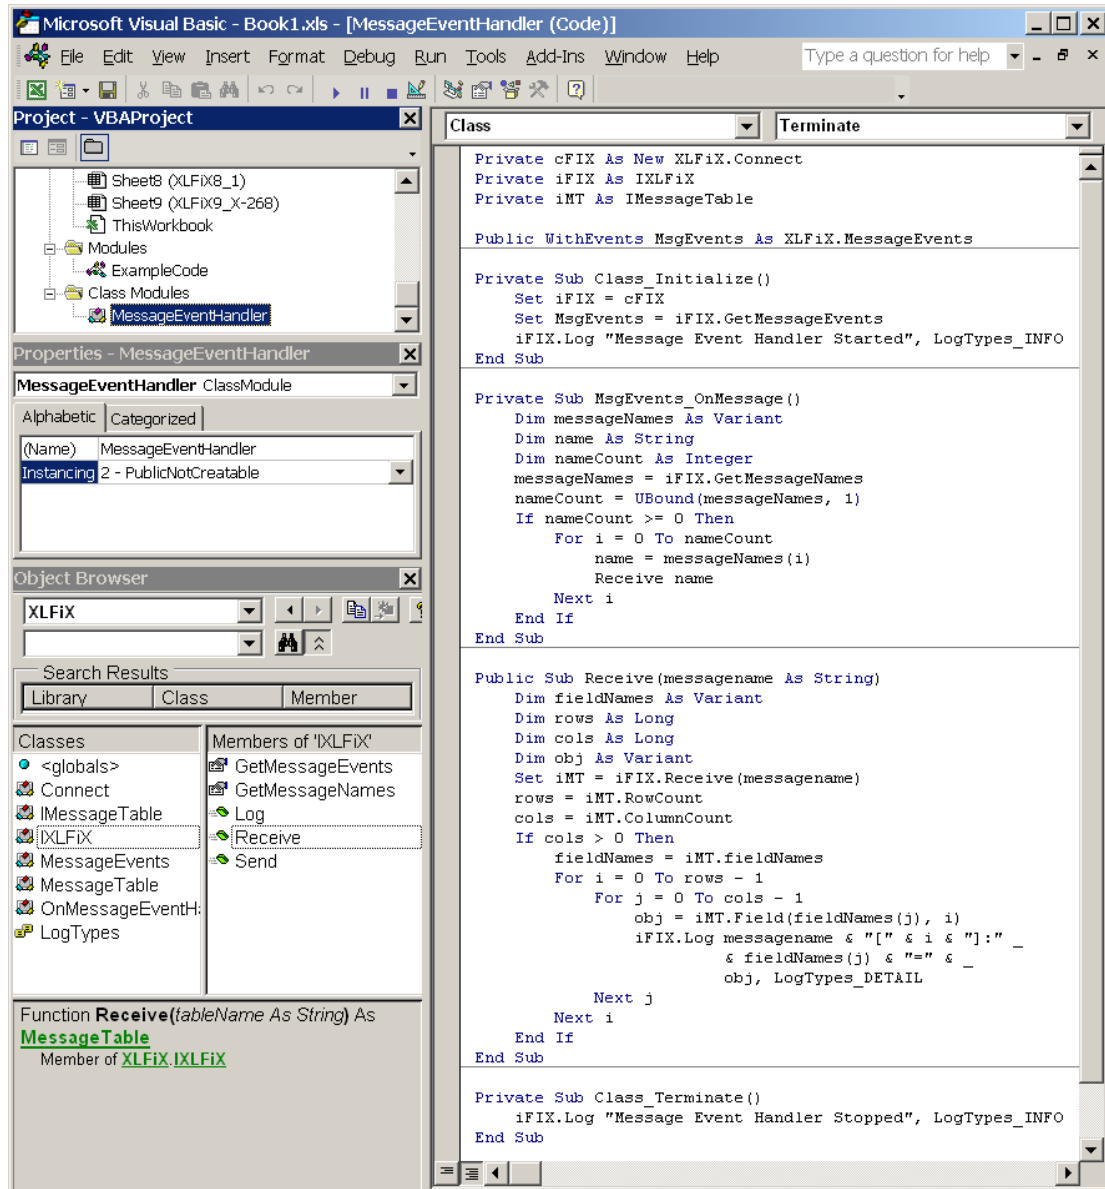 Microsoft Visual Basic - Book1.xls - [MessageEventHandler (Code)]
File Edit View Insert Format Debug Run Tools Add-Ins Window Help Type a question for help
Project - VBAProject
Sheet8 (XLFiX8_1)
Sheet9 (XLFiX9_X-268)
ThisWorkbook
Modules
ExampleCode
Class Modules
MessageEventHandler
Properties - MessageEventHandler
MessageEventHandler ClassModule
Alphabetic Categorized
(Name) MessageEventHandler
Instancing 2 - PublicNotCreatable
Object Browser
XLFiX
Search Results
Library Class Member
Classes
<globals>
Connect
IMessageTable
IXLFiX
MessageEvents
MessageTable
OnMessageEventH
LogTypes
Members of 'IXLFiX'
GetMessageEvents
GetMessageNames
Log
Receive
Send
Function Receive(tableName As String) As
MessageTable
Member of XLFiX.IXLFiX
Class Terminate
Private cFIX As New XLFiX.Connect
Private iFIX As IXLFiX
Private iMT As IMessageTable
Public WithEvents MsgEvents As XLFiX.MessageEvents
Private Sub Class_Initialize()
Set iFIX = cFIX
Set MsgEvents = iFIX.GetMessageEvents
iFIX.Log "Message Event Handler Started", LogTypes_INFO
End Sub
Private Sub MsgEvents_OnMessage()
Dim messageNames As Variant
Dim name As String
Dim nameCount As Integer
messageNames = iFIX.GetMessageNames
nameCount = UBound(messageNames, 1)
If nameCount >= 0 Then
For i = 0 To nameCount
name = messageNames(i)
Receive name
Next i
End If
End Sub
Public Sub Receive(messagename As String)
Dim fieldNames As Variant
Dim rows As Long
Dim cols As Long
Dim obj As Variant
Set iMT = iFIX.Receive(messagename)
rows = iMT.RowCount
cols = iMT.ColumnCount
If cols > 0 Then
fieldNames = iMT.fieldNames
For i = 0 To rows - 1
For j = 0 To cols - 1
obj = iMT.Field(fieldNames(j), i)
iFIX.Log messagename & "[" & i & "]:" _
& fieldNames(j) & "=" & _
obj, LogTypes_DETAIL
Next j
Next i
End If
End Sub
Private Sub Class_Terminate()
iFIX.Log "Message Event Handler Stopped", LogTypes_INFO
End Sub